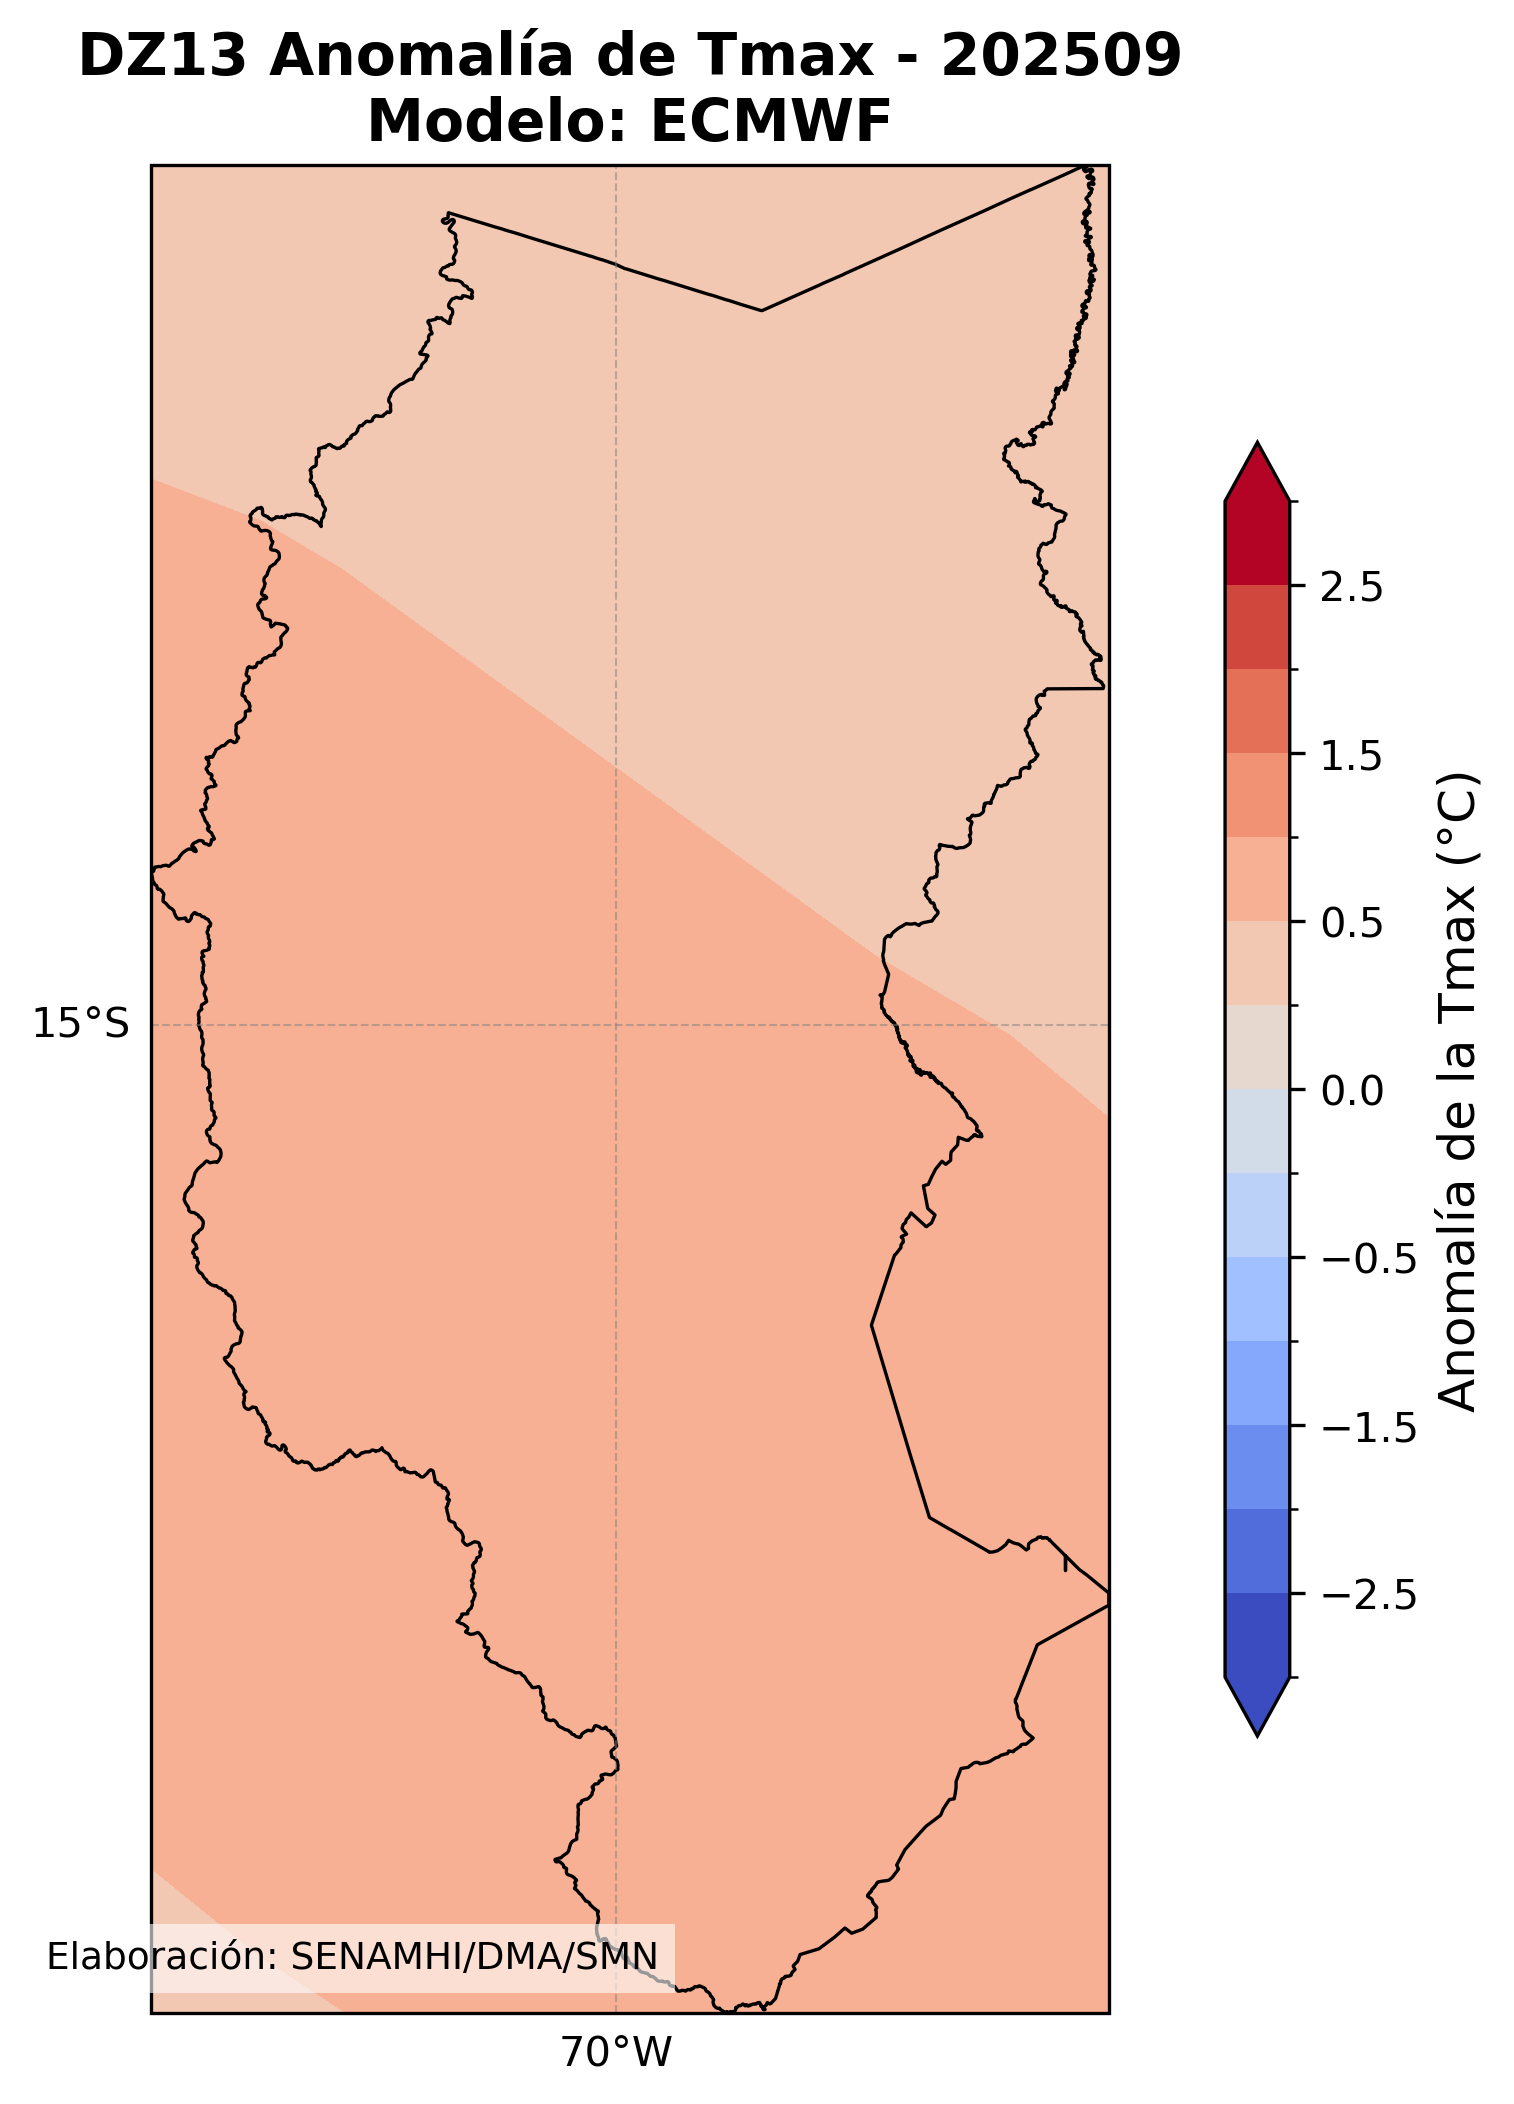 DZ13 Anomalía de Tmax - 202509
Modelo: ECMWF
2.5
1.5
0.5
0.0
−0.5
−1.5
−2.5
Anomalía de la Tmax (°C)
15°S
Elaboración: SENAMHI/DMA/SMN
70°W